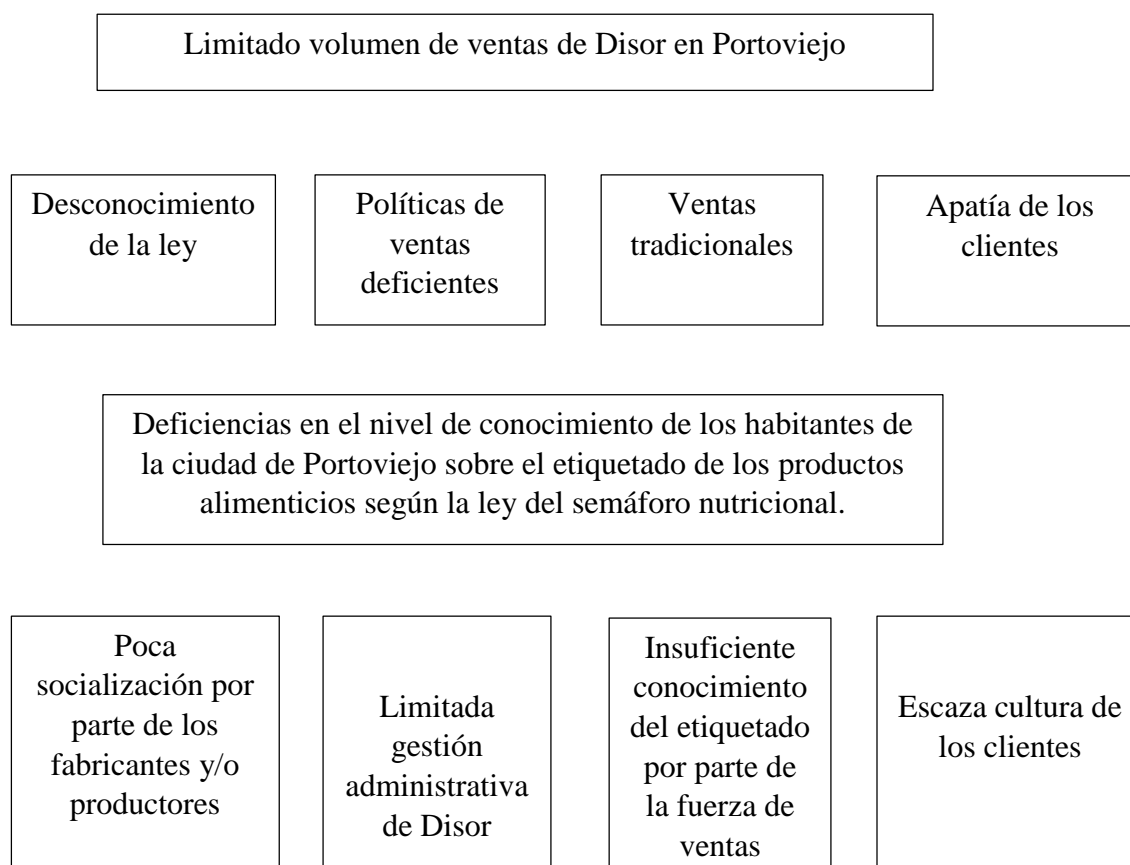 Limitado volumen de ventas de Disor en Portoviejo
Desconocimiento
de la ley
Políticas de
ventas
deficientes
Ventas
tradicionales
Apatía de los
clientes
Deficiencias en el nivel de conocimiento de los habitantes de
la ciudad de Portoviejo sobre el etiquetado de los productos
alimenticios según la ley del semáforo nutricional.
Poca
socialización por
parte de los
fabricantes y/o
productores
Limitada
gestión
administrativa
de Disor
Insuficiente
conocimiento
del etiquetado
por parte de
la fuerza de
ventas
Escaza cultura de
los clientes